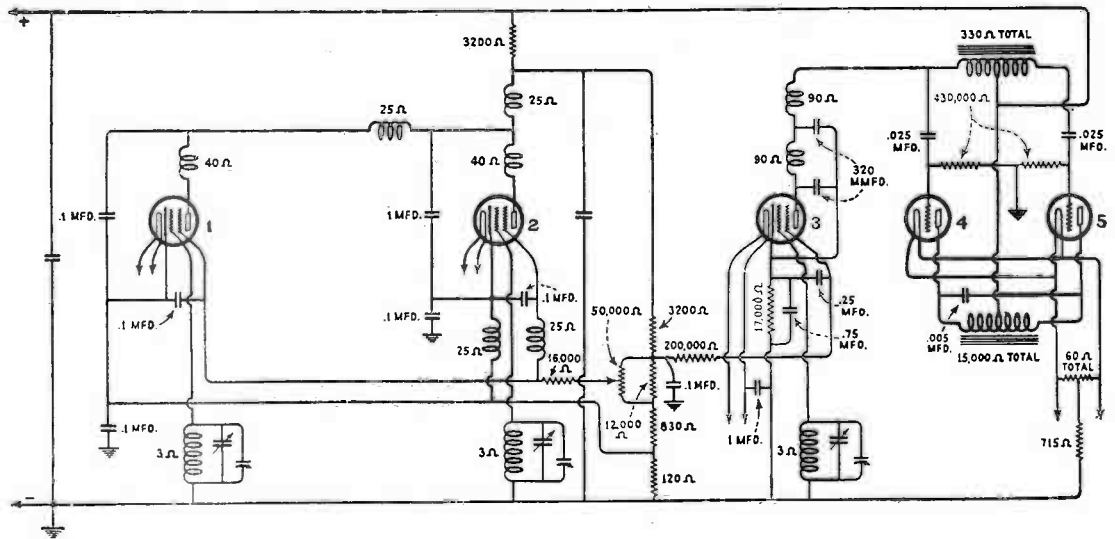 +
3200Ω
330 Ω TOTAL
25 Ω
25Ω
90Ω
430,000Ω
.025
MFD.
.025
MFD.
40Ω
40Ω
90Ω
320
MMFD.
.1 MFD.
1
.1 MFD.
2
3
4
5
.1 MFD.
.1 MFD.
.1 MFD.
25Ω
25Ω
50,000Ω
3200Ω
17,000Ω
.25
MFD.
.75
MFD.
.005
MFD.
15,000Ω TOTAL
16,000
Ω
200,000Ω
60Ω
TOTAL
.1 MFD.
.1 MFD.
12,000
Ω
830Ω
1 MFD.
3Ω
3Ω
3Ω
715Ω
120Ω
-